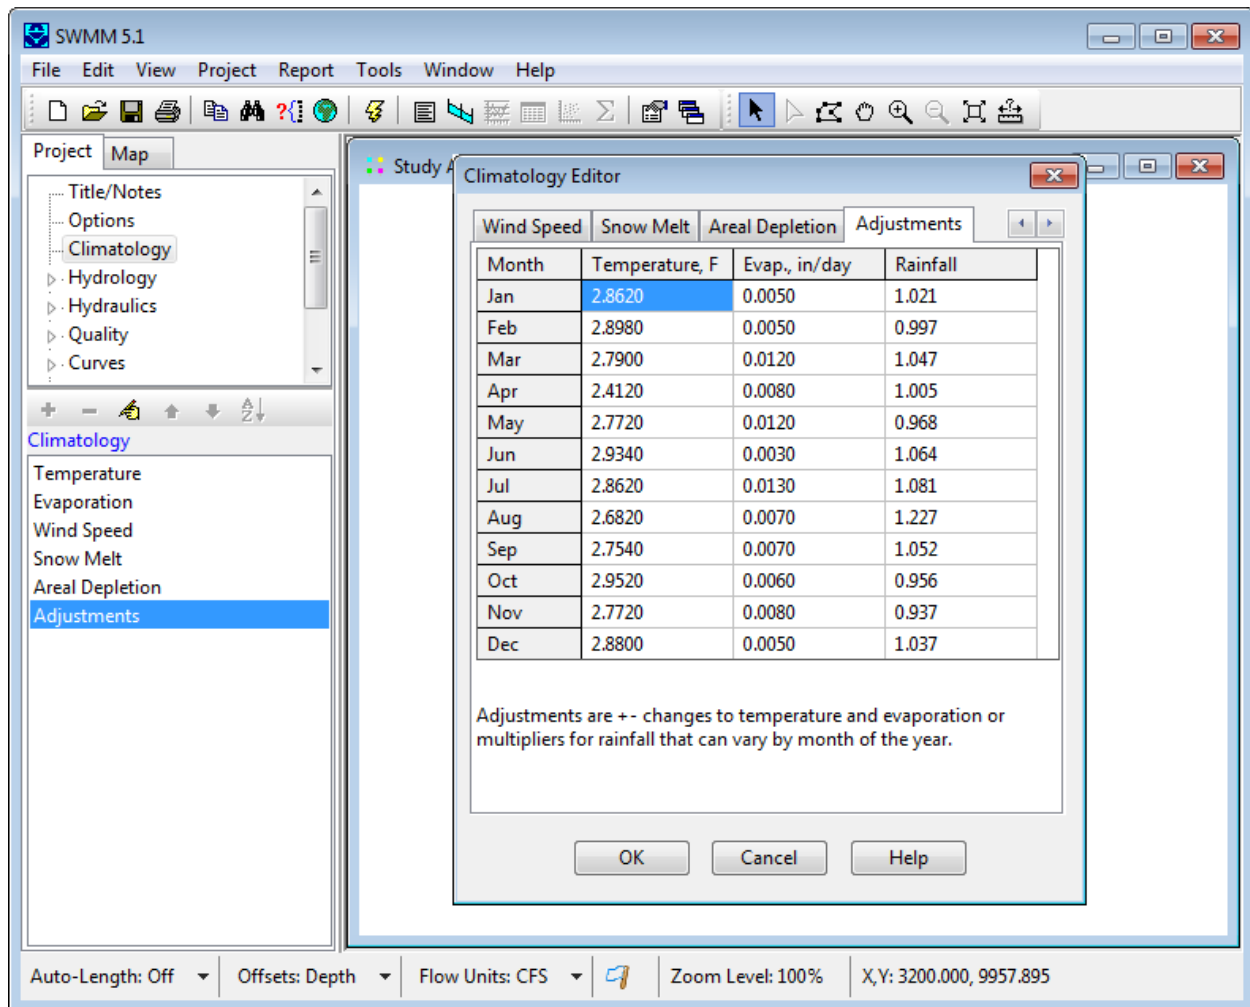 SWMM 5.1
File Edit View Project Report Tools Window Help
Project Map
Title/Notes
Options
Climatology
Hydrology
Hydraulics
Quality
Curves
Climatology
Temperature
Evaporation
Wind Speed
Snow Melt
Areal Depletion
Adjustments
Study A
Climatology Editor
Wind Speed Snow Melt Areal Depletion Adjustments
Month Temperature, F Evap., in/day Rainfall
Jan 2.8620 0.0050 1.021
Feb 2.8980 0.0050 0.997
Mar 2.7900 0.0120 1.047
Apr 2.4120 0.0080 1.005
May 2.7720 0.0120 0.968
Jun 2.9340 0.0030 1.064
Jul 2.8620 0.0130 1.081
Aug 2.6820 0.0070 1.227
Sep 2.7540 0.0070 1.052
Oct 2.9520 0.0060 0.956
Nov 2.7720 0.0080 0.937
Dec 2.8800 0.0050 1.037
Adjustments are +- changes to temperature and evaporation or
multipliers for rainfall that can vary by month of the year.
OK Cancel Help
Auto-Length: Off Offsets: Depth Flow Units: CFS Zoom Level: 100% X,Y: 3200.000, 9957.895